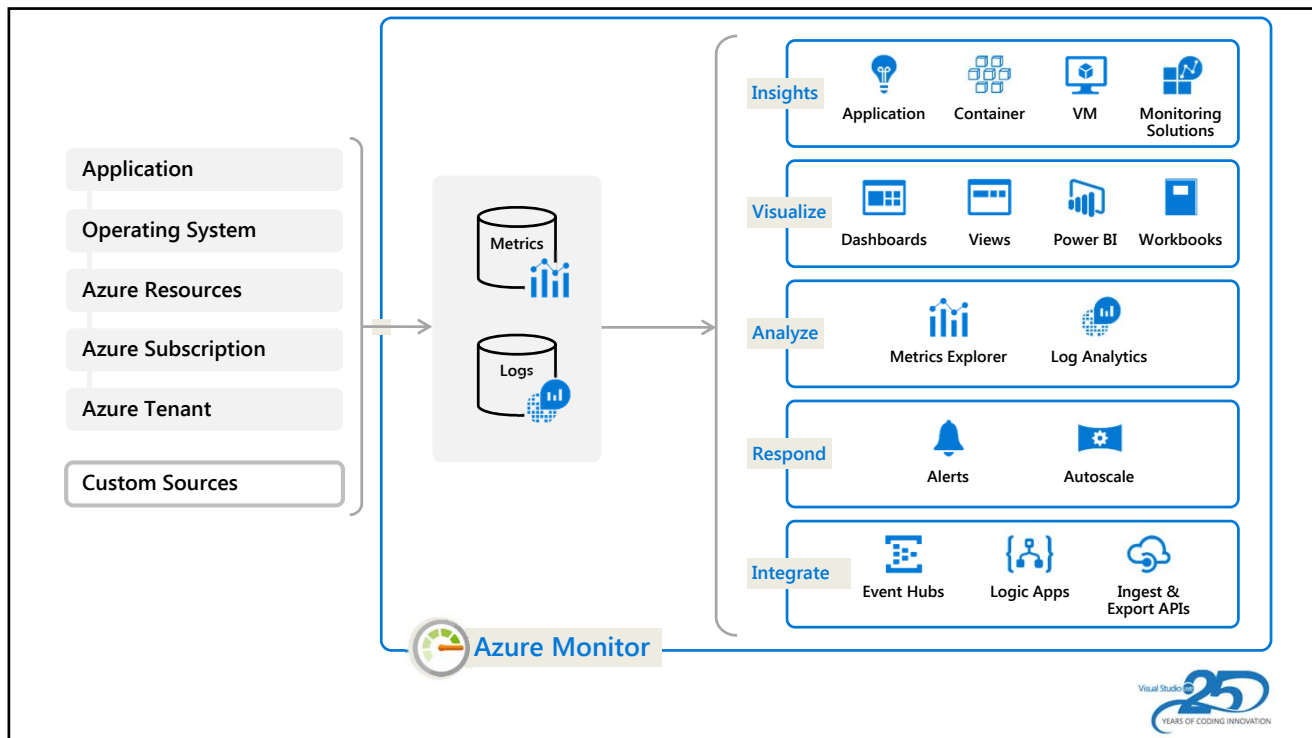 Application
Operating System
Azure Resources
Azure Subscription
Azure Tenant
Custom Sources
Metrics
Logs
Insights
Application
Container
VM
Monitoring
Solutions
Visualize
Dashboards
Views
Power BI
Workbooks
Analyze
Metrics Explorer
Log Analytics
Respond
Alerts
Autoscale
Integrate
Event Hubs
Logic Apps
Ingest &
Export APIs
Azure Monitor
Visual Studio
25
YEARS OF CODING INNOVATION